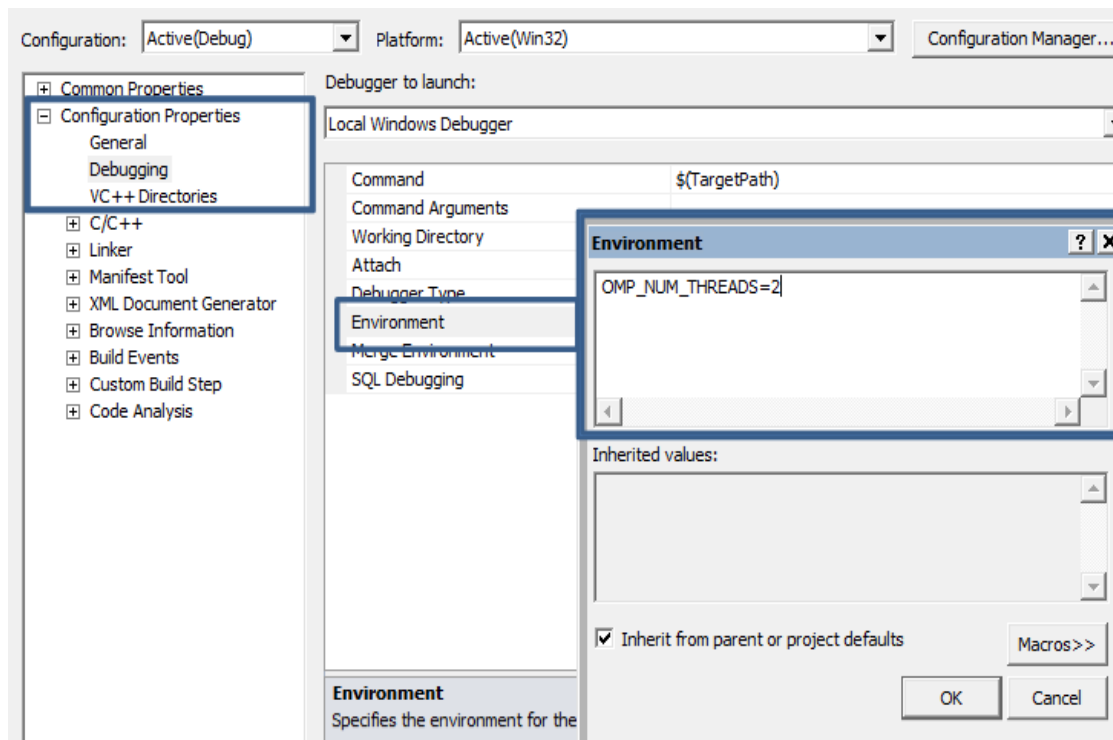 Configuration: Active(Debug) Platform: Active(Win32) Configuration Manager...
Common Properties
Configuration Properties
General
Debugging
VC++ Directories
C/C++
Linker
Manifest Tool
XML Document Generator
Browse Information
Build Events
Custom Build Step
Code Analysis
Debugger to launch:
Local Windows Debugger
Command $(TargetPath)
Command Arguments
Working Directory
Attach
Debugger Type
Environment
Merge Environment
SQL Debugging
Environment
Specifies the environment for the
Environment
OMP_NUM_THREADS=2
Inherited values:
Inherit from parent or project defaults
Macros>>
OK Cancel